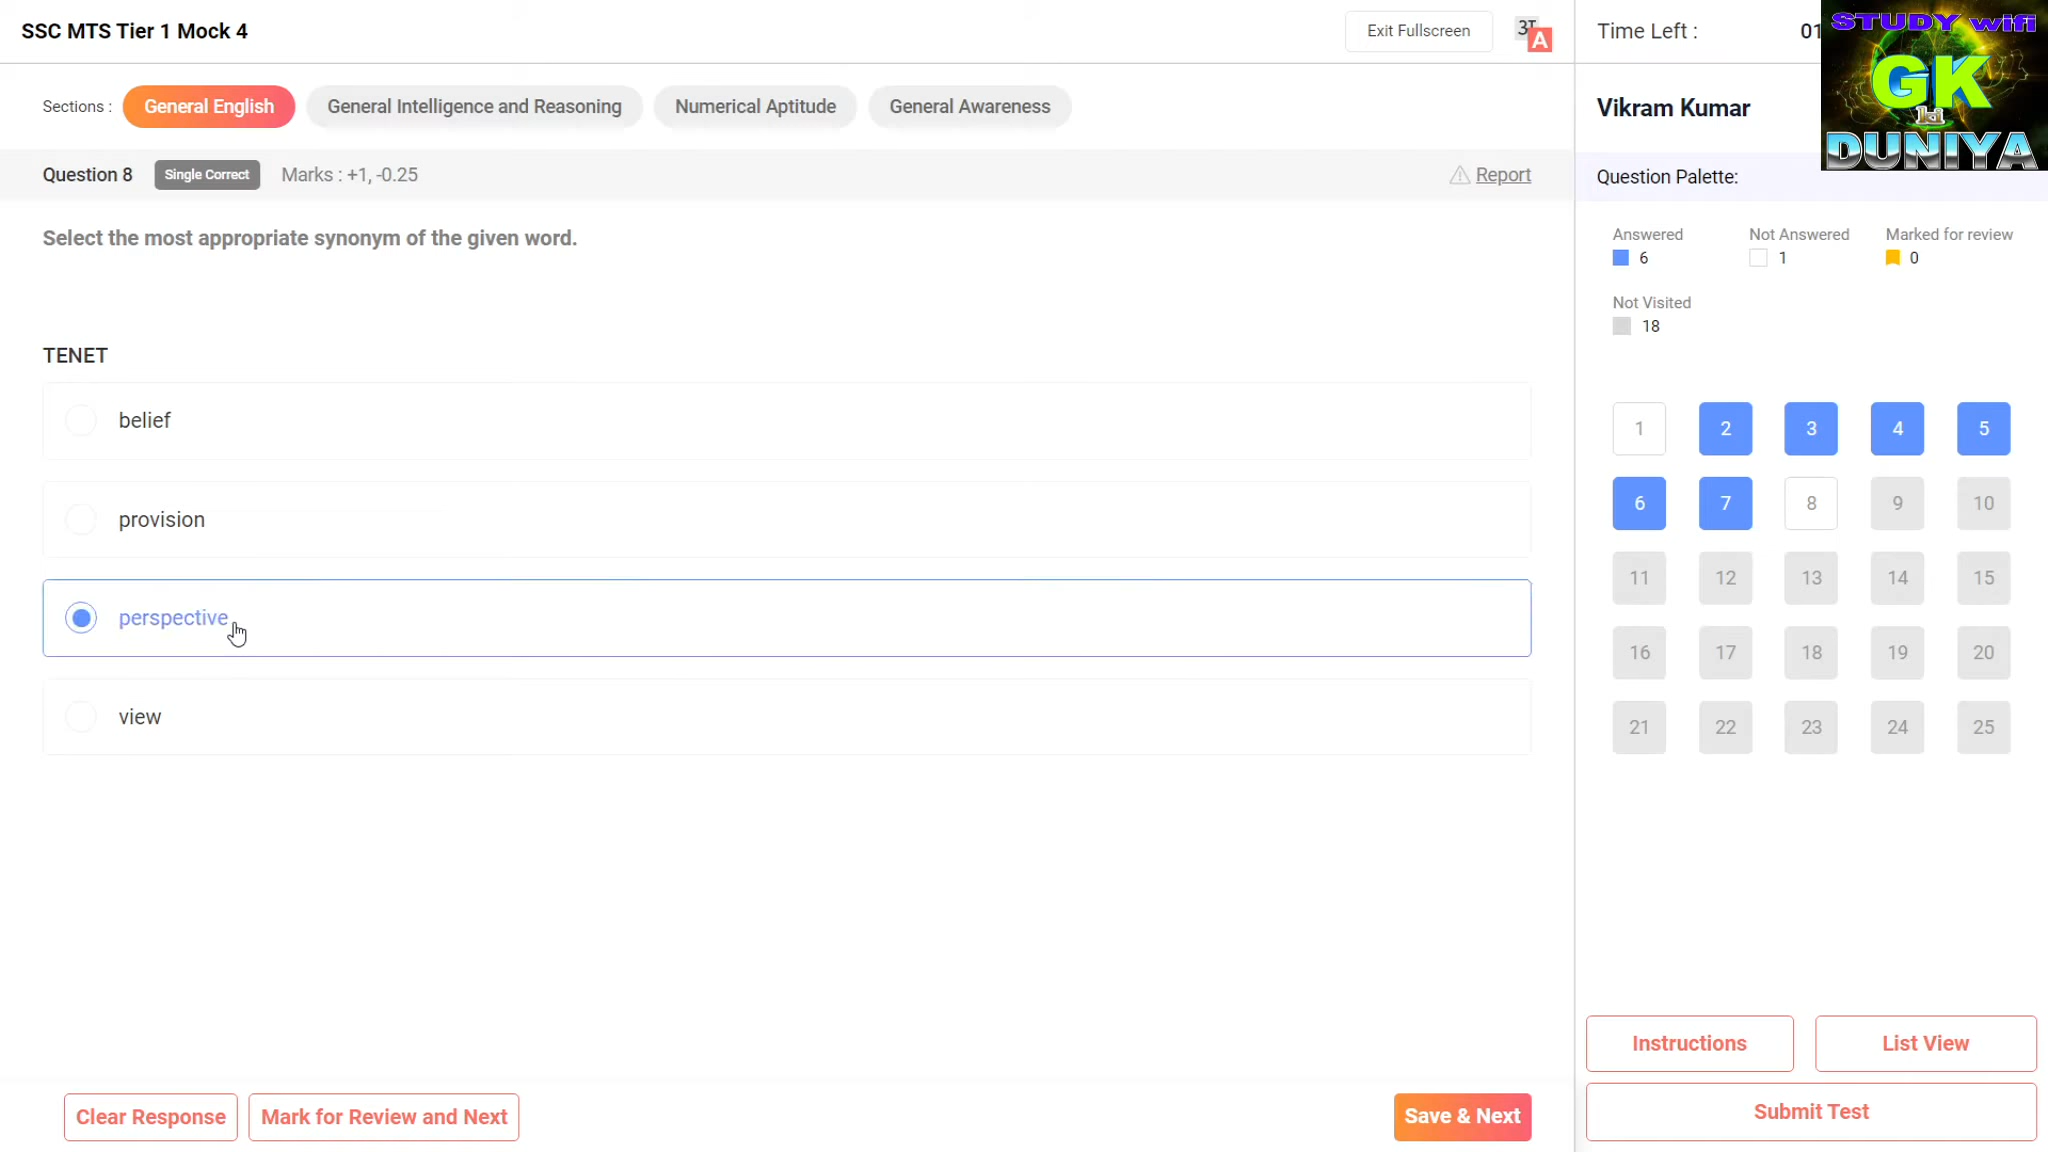 SSC MTS Tier 1 Mock 4
Exit Fullscreen
A
Time Left :
01
STUDY wifi
GK
ki
DUNIYA
Sections :
General English
General Intelligence and Reasoning
Numerical Aptitude
General Awareness
Vikram Kumar
Question 8
Single Correct
Marks : +1, -0.25
Report
Question Palette:
Select the most appropriate synonym of the given word.
Answered
6
Not Answered
1
Marked for review
0
Not Visited
18
TENET
belief
provision
perspective
view
1 2 3 4 5
6 7 8 9 10
11 12 13 14 15
16 17 18 19 20
21 22 23 24 25
Instructions
List View
Clear Response
Mark for Review and Next
Save & Next
Submit Test